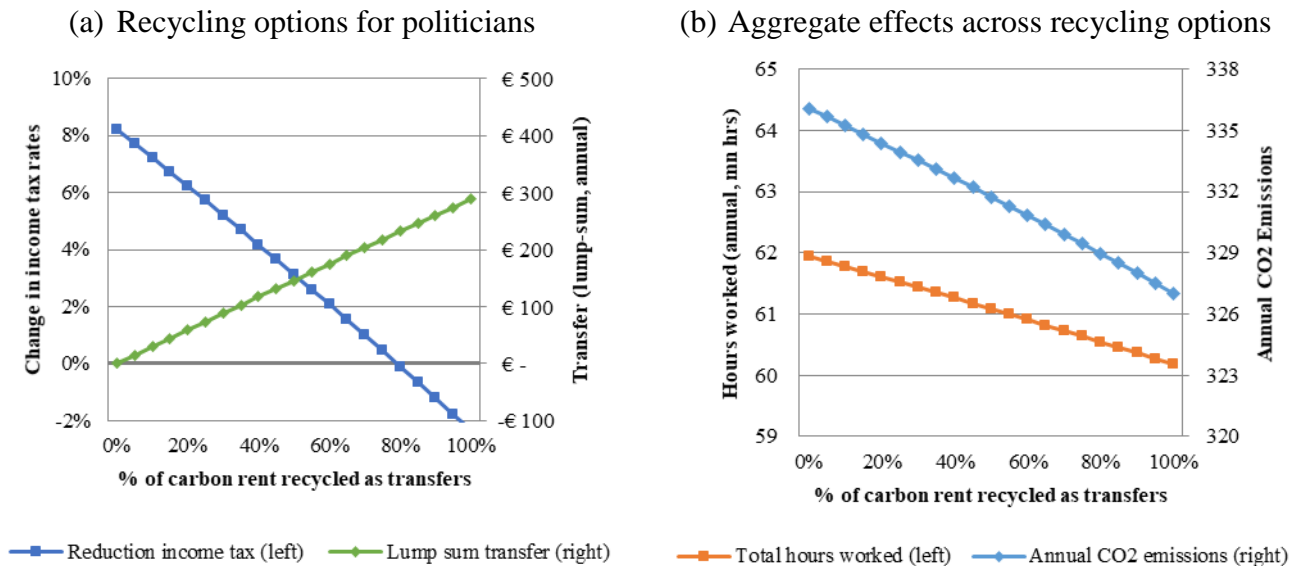 (a) Recycling options for politicians
10%
8%
6%
4%
2%
0%
-2%
Change in income tax rates
€ 500
€ 400
€ 300
€ 200
€ 100
€ -
-€ 100
Transfer (lump-sum, annual)
0% 20% 40% 60% 80% 100%
% of carbon rent recycled as transfers
Reduction income tax (left) Lump sum transfer (right)
(b) Aggregate effects across recycling options
65
64
63
62
61
60
59
Hours worked (annual, mn hrs)
338
335
332
329
326
323
320
Annual CO2 Emissions
0% 20% 40% 60% 80% 100%
% of carbon rent recycled as transfers
Total hours worked (left) Annual CO2 emissions (right)